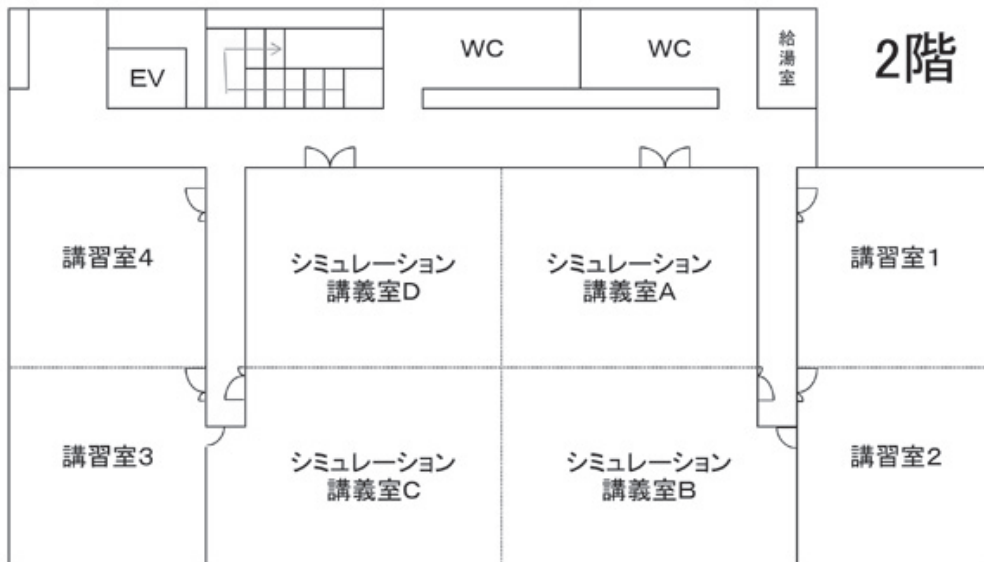 2階
EV
WC
WC
給湯室
講習室4
シミュレーション
講義室D
シミュレーション
講義室A
講習室1
講習室3
シミュレーション
講義室C
シミュレーション
講義室B
講習室2